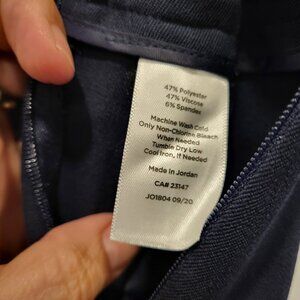 47% Polyester
47% Viscose
6% Spandex
Machine Wash Cold
Only Non-Chlorine Bleach
When Needed
Tumble Dry Low
Cool Iron, If Needed
Made in Jordan
CA# 23147
JO1804 09/20